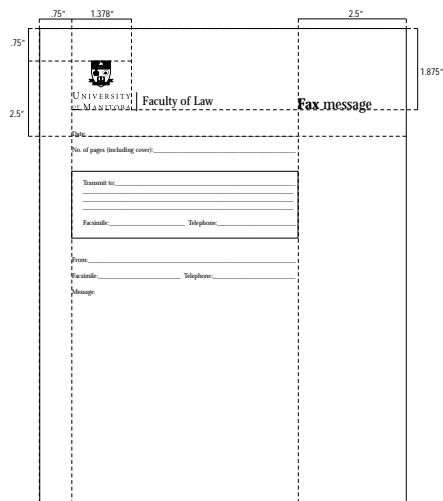 .75″ 1.378″ 2.5″
.75″
1.875″
2.5″
UNIVERSITY
OF MANITOBA
Faculty of Law
Fax message
Date:
No. of pages (including cover):
Transmit to:
Facsimile: Telephone:
From:
Facsimile: Telephone:
Message: